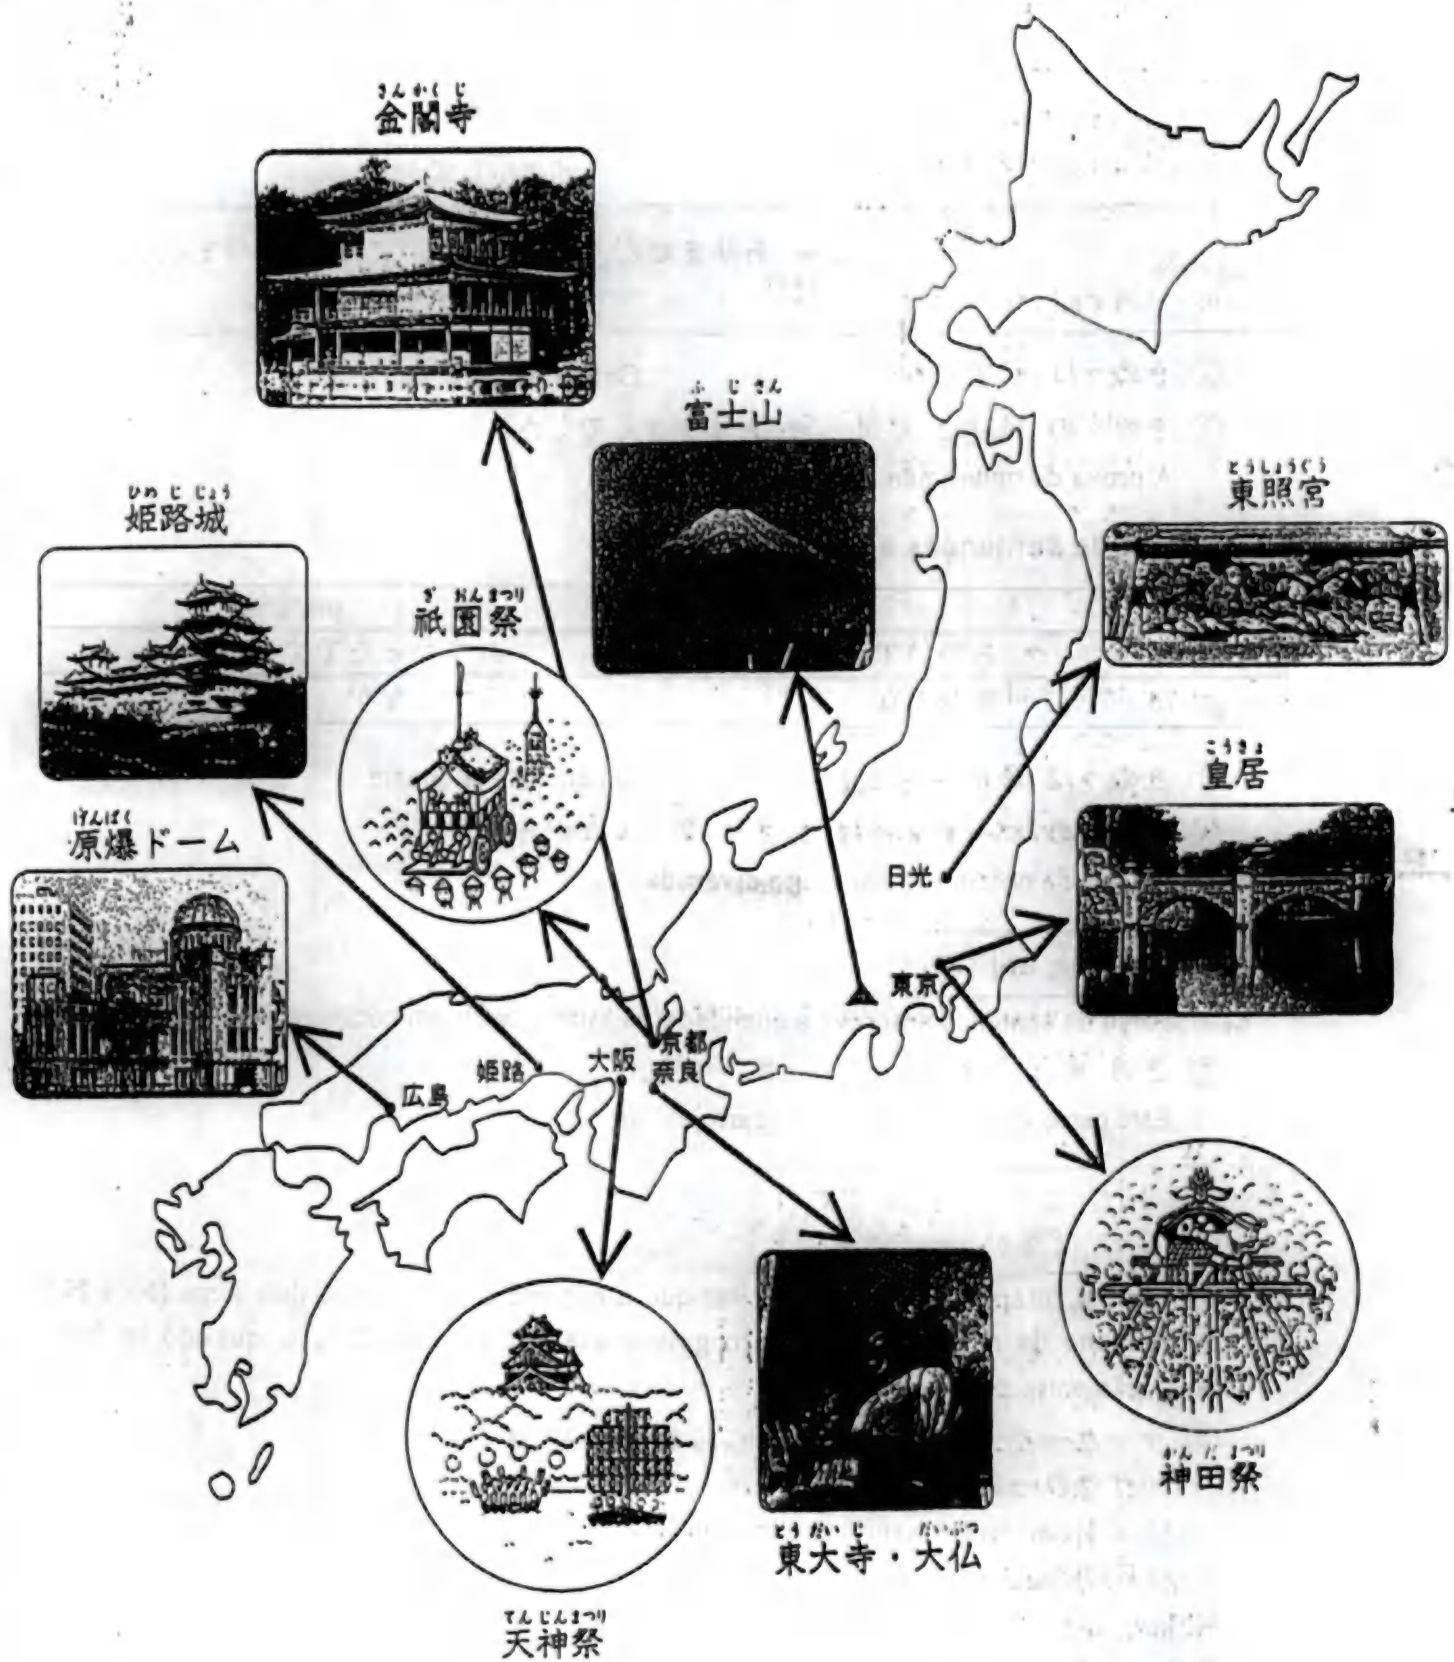 きんかくじ
金閣寺
ふじさん
富士山
とうしょうぐう
東照宮
ひめじじょう
姫路城
ぎおんまつり
祇園祭
こうきょ
皇居
げんばく
原爆ドーム
日光
東京
京都
大阪
姫路
奈良
広島
かんだまつり
神田祭
とうだいじ だいぶつ
東大寺・大仏
てんじんまつり
天神祭